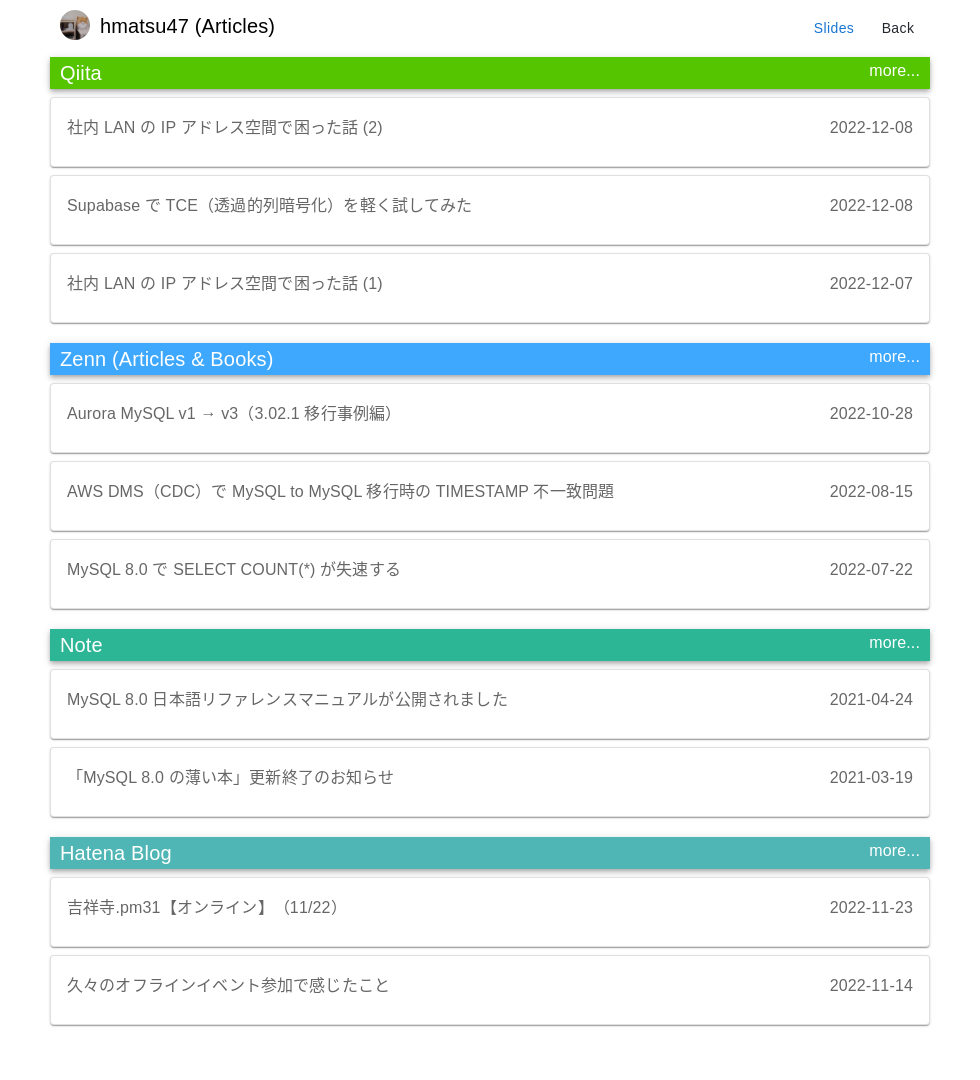 hmatsu47 (Articles)
Slides Back
Qiita more...
社内 LAN の IP アドレス空間で困った話 (2) 2022-12-08
Supabase で TCE（透過的列暗号化）を軽く試してみた 2022-12-08
社内 LAN の IP アドレス空間で困った話 (1) 2022-12-07
Zenn (Articles & Books) more...
Aurora MySQL v1 → v3（3.02.1 移行事例編） 2022-10-28
AWS DMS（CDC）で MySQL to MySQL 移行時の TIMESTAMP 不一致問題 2022-08-15
MySQL 8.0 で SELECT COUNT(*) が失速する 2022-07-22
Note more...
MySQL 8.0 日本語リファレンスマニュアルが公開されました 2021-04-24
「MySQL 8.0 の薄い本」更新終了のお知らせ 2021-03-19
Hatena Blog more...
吉祥寺.pm31【オンライン】（11/22） 2022-11-23
久々のオフラインイベント参加で感じたこと 2022-11-14